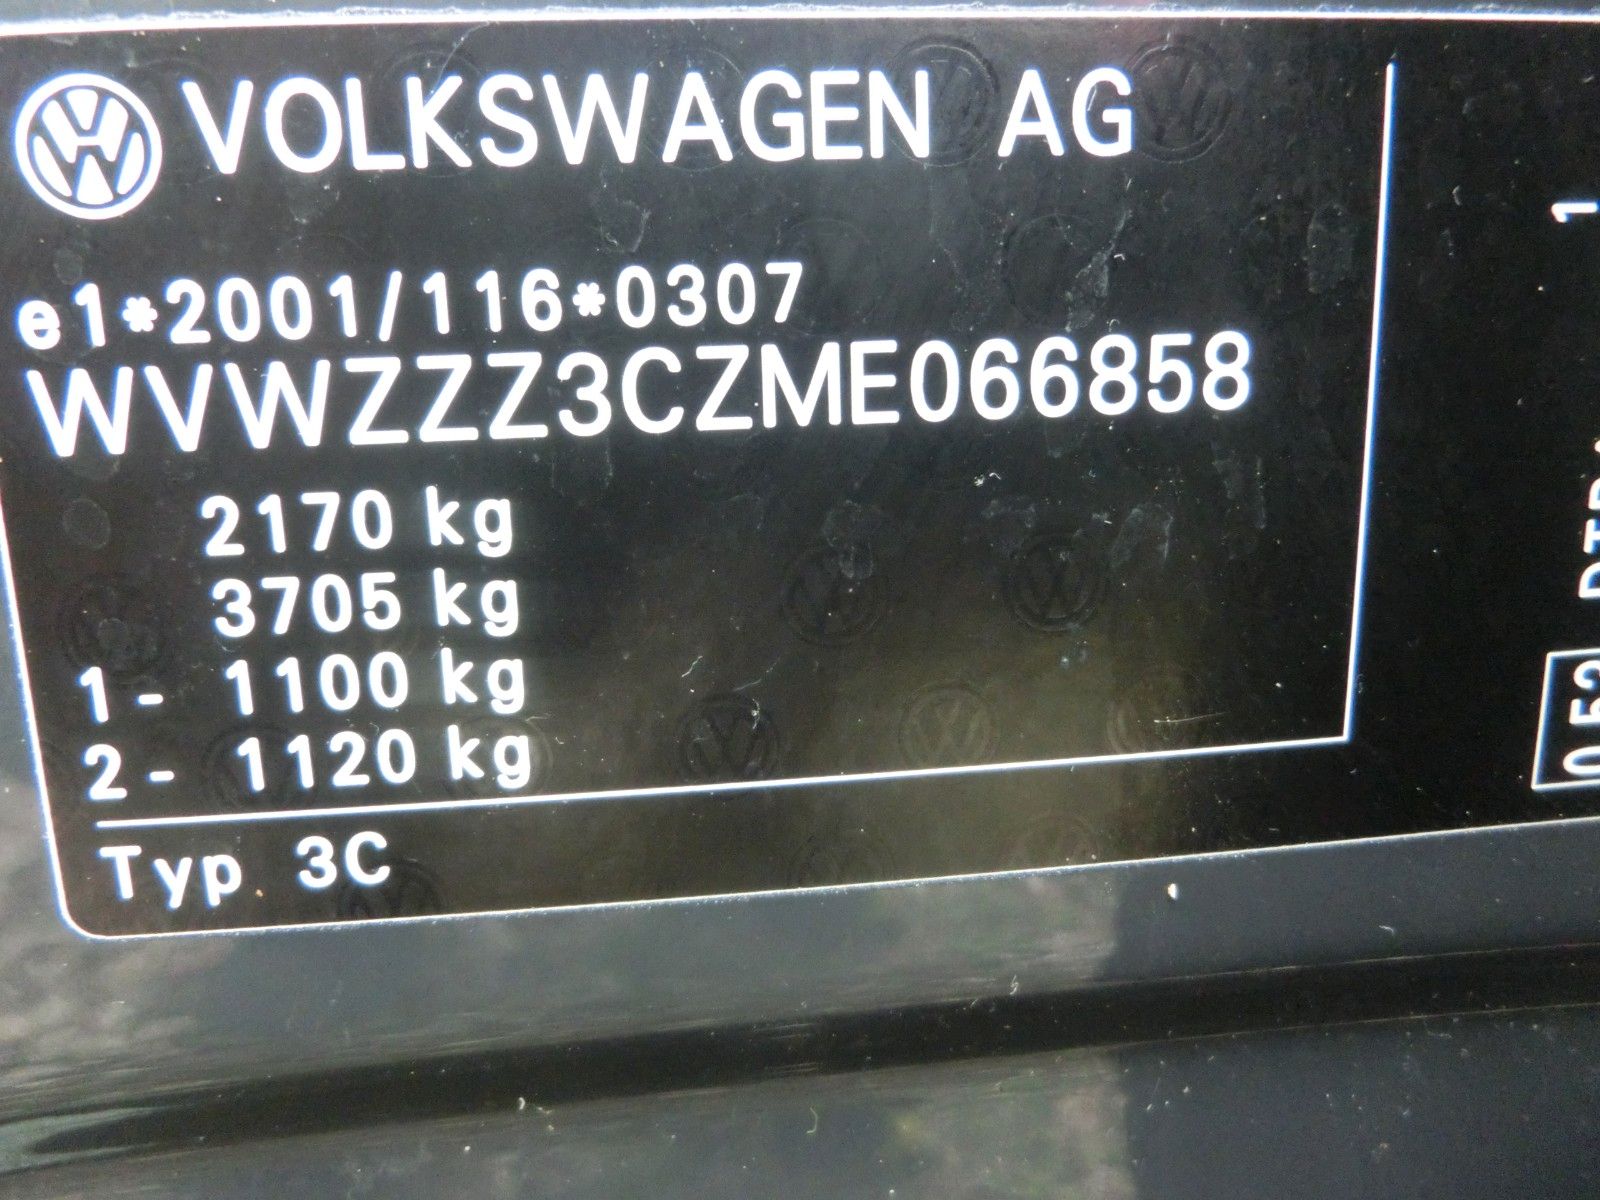 VOLKSWAGEN AG
e1*2001/116*0307
WVWZZZ3CZME066858
2170 kg
3705 kg
1- 1100 kg
2- 1120 kg
Typ 3C
1